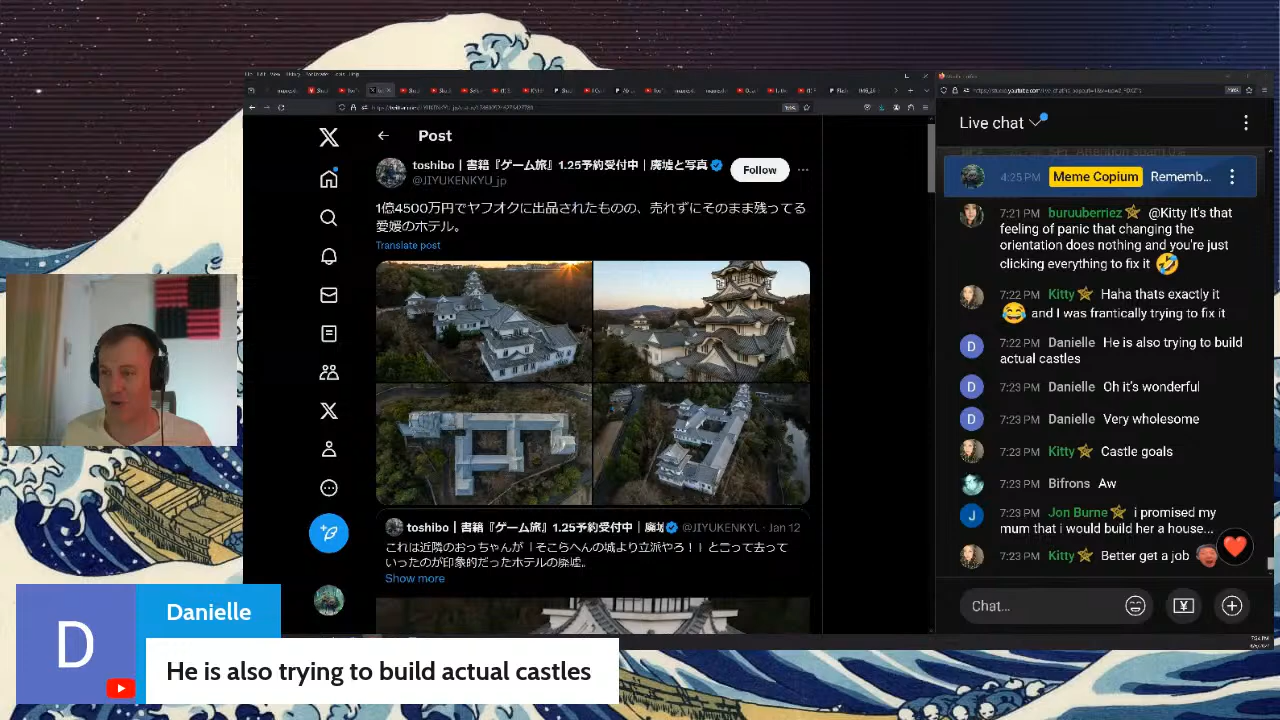 Post
toshibo｜書籍『ゲーム旅』1.25予約受付中｜廃墟と写真
@JIYUKENKYU_jp
Follow
1億4500万円でヤフオクに出品されたものの、売れずにそのまま残ってる
愛媛のホテル。
Translate post
toshibo｜書籍『ゲーム旅』1.25予約受付中｜廃墟 @JIYUKENKYU · Jan 12
これは近隣のおっちゃんが「そこらへんの城より立派やろ！」と言って去って
いったのが印象的だったホテルの廃墟。
Show more
Live chat
4:25 PM Meme Copium Rememb...
7:21 PM buruuberriez @Kitty It's that
feeling of panic that changing the
orientation does nothing and you're just
clicking everything to fix it 🤣
7:22 PM Kitty Haha thats exactly it
😂 and I was frantically trying to fix it
7:22 PM Danielle He is also trying to build
actual castles
7:23 PM Danielle Oh it's wonderful
7:23 PM Danielle Very wholesome
7:23 PM Kitty Castle goals
7:23 PM Bifrons Aw
7:23 PM Jon Burne i promised my
mum that i would build her a house...
7:23 PM Kitty Better get a job
Chat...
D
Danielle
He is also trying to build actual castles